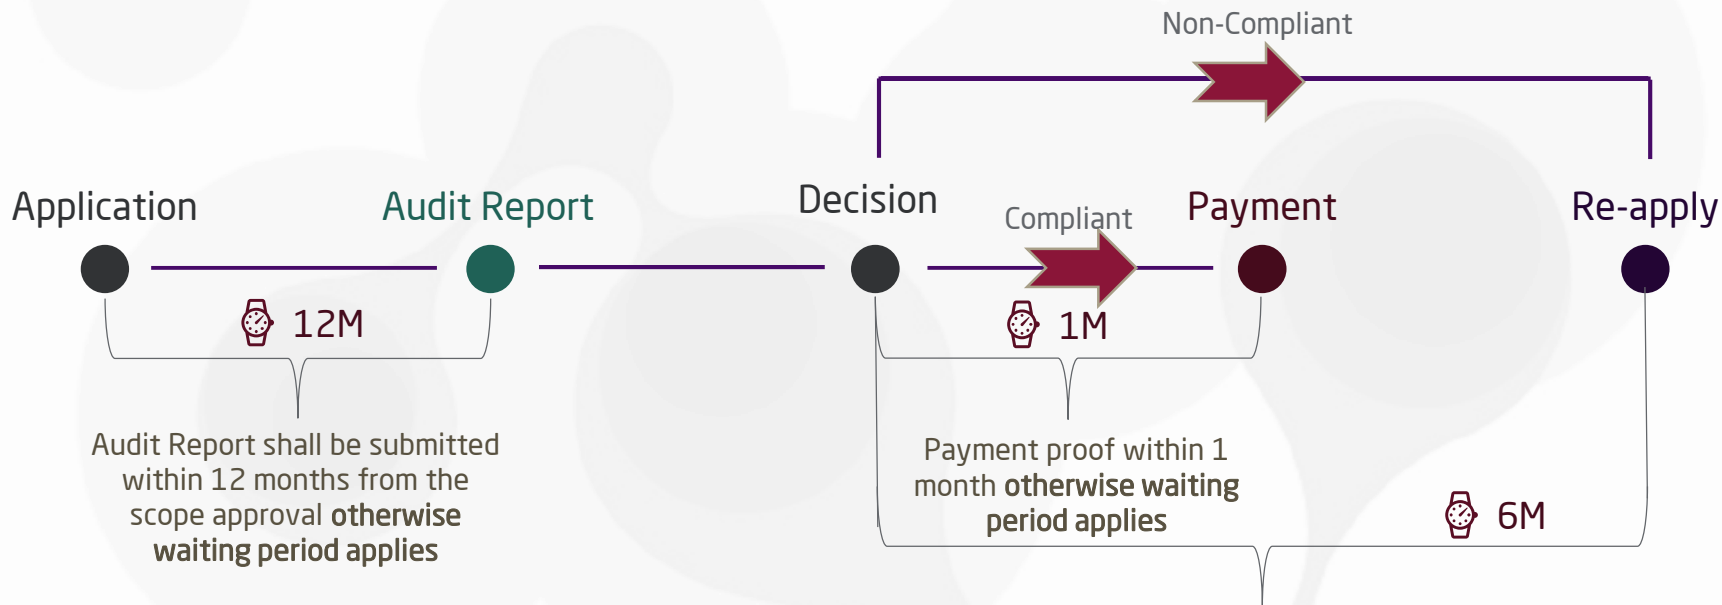 Non-Compliant
Application
Audit Report
Decision
Compliant
Payment
Re-apply
12M
1M
Audit Report shall be submitted
within 12 months from the
scope approval otherwise
waiting period applies
Payment proof within 1
month otherwise waiting
period applies
6M